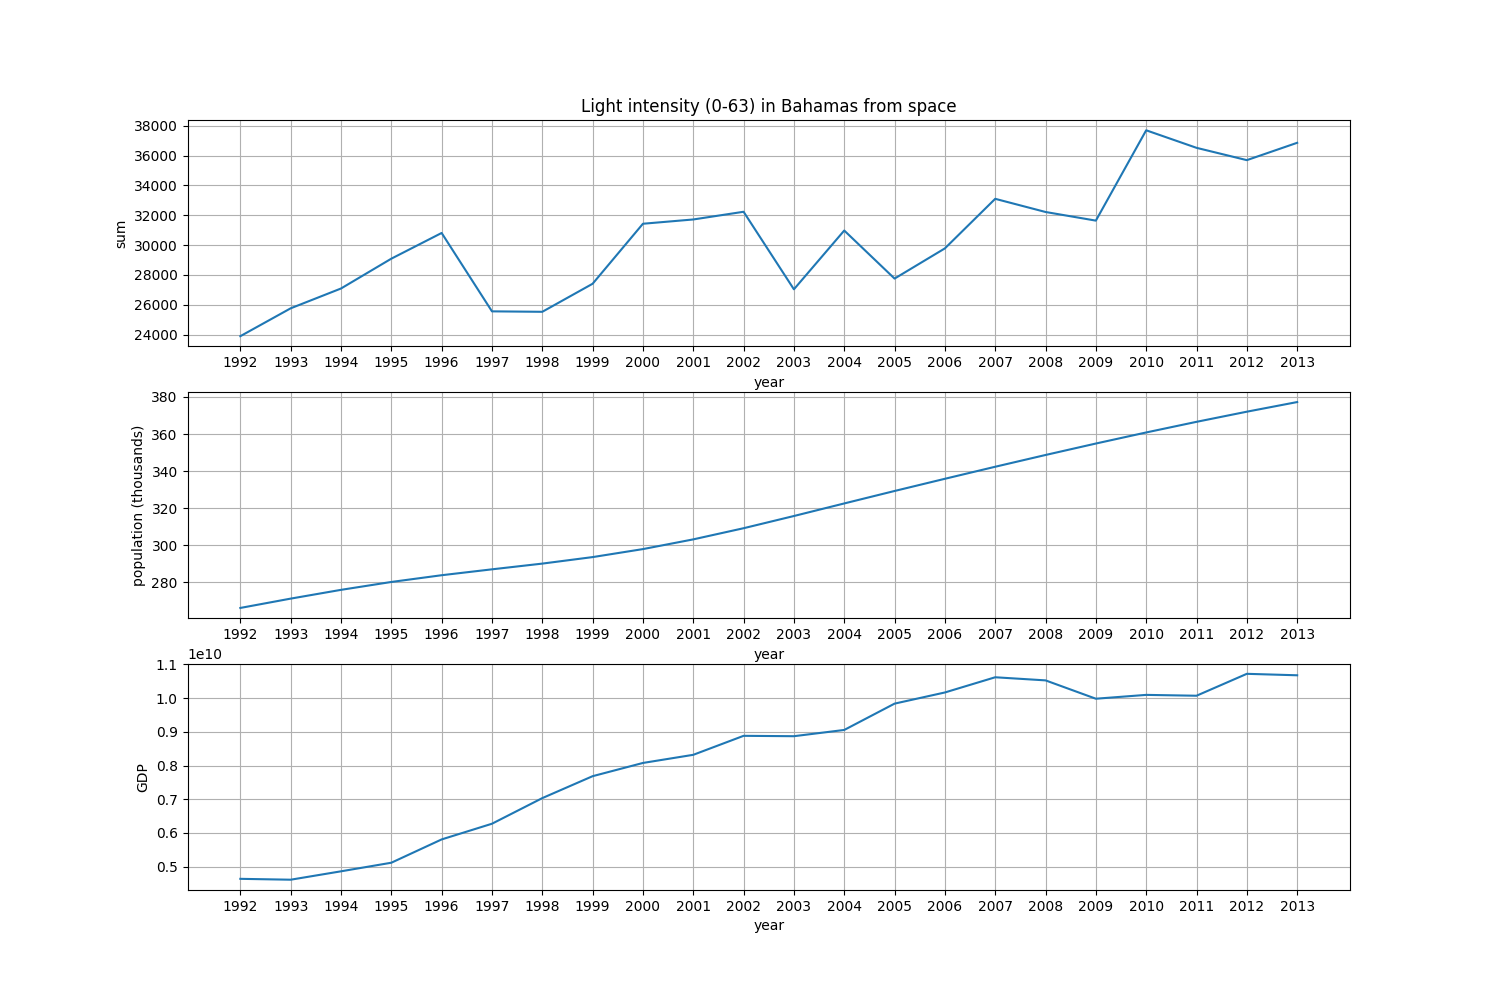 Light intensity (0-63) in Bahamas from space
38000
36000
34000
32000
30000
28000
26000
24000
sum
1992 1993 1994 1995 1996 1997 1998 1999 2000 2001 2002 2003 2004 2005 2006 2007 2008 2009 2010 2011 2012 2013
year
380
360
340
320
300
280
population (thousands)
1992 1993 1994 1995 1996 1997 1998 1999 2000 2001 2002 2003 2004 2005 2006 2007 2008 2009 2010 2011 2012 2013
year
1e10
1.1
1.0
0.9
0.8
0.7
0.6
0.5
GDP
1992 1993 1994 1995 1996 1997 1998 1999 2000 2001 2002 2003 2004 2005 2006 2007 2008 2009 2010 2011 2012 2013
year